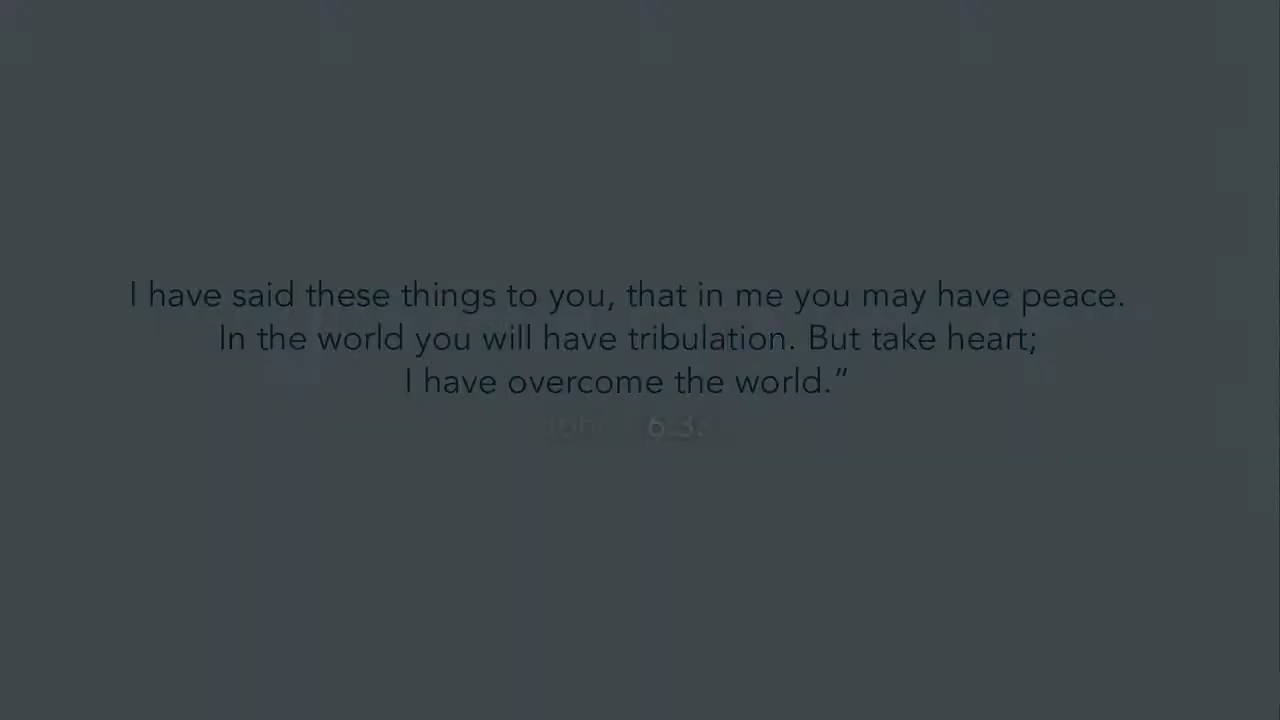 I have said these things to you, that in me you may have peace.
In the world you will have tribulation. But take heart;
I have overcome the world.”